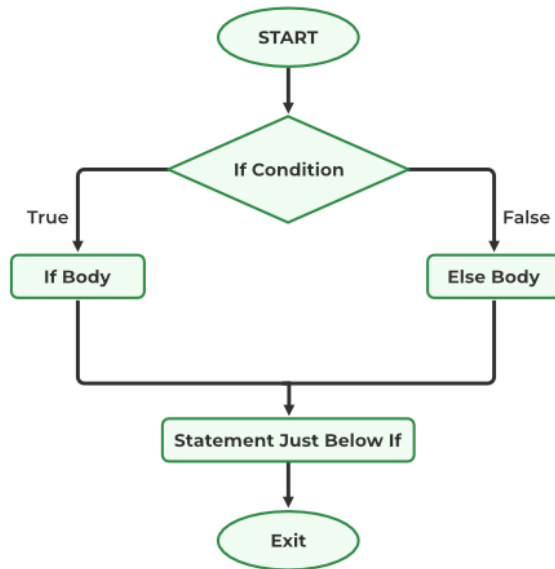 START
If Condition
True
False
If Body
Else Body
Statement Just Below If
Exit